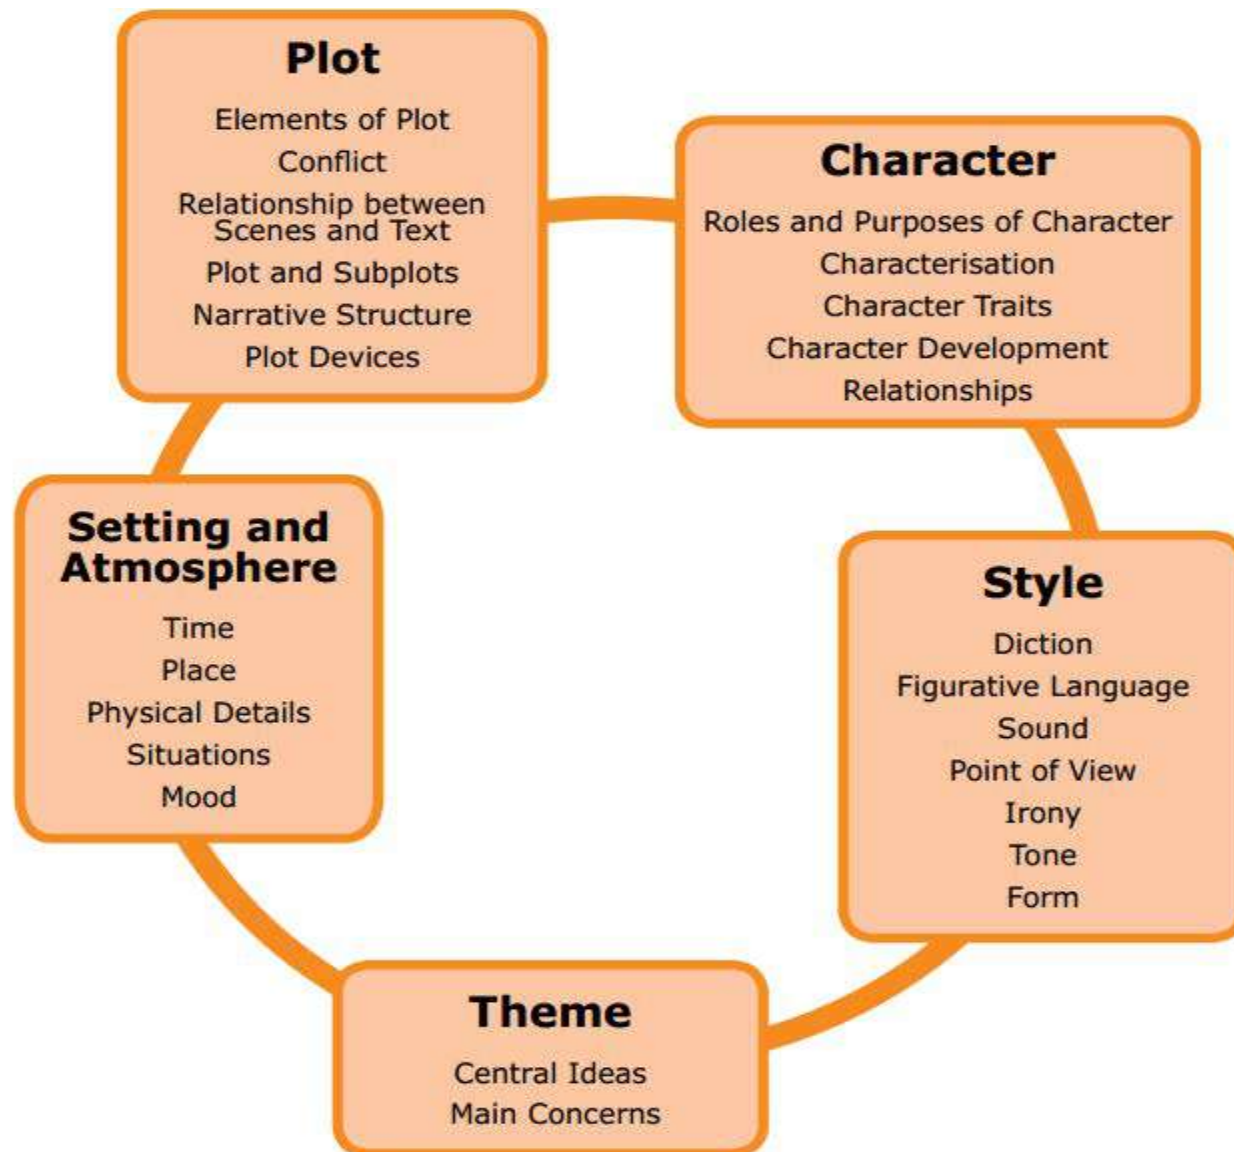 Plot
Elements of Plot
Conflict
Relationship between
Scenes and Text
Plot and Subplots
Narrative Structure
Plot Devices
Character
Roles and Purposes of Character
Characterisation
Character Traits
Character Development
Relationships
Setting and
Atmosphere
Time
Place
Physical Details
Situations
Mood
Style
Diction
Figurative Language
Sound
Point of View
Irony
Tone
Form
Theme
Central Ideas
Main Concerns